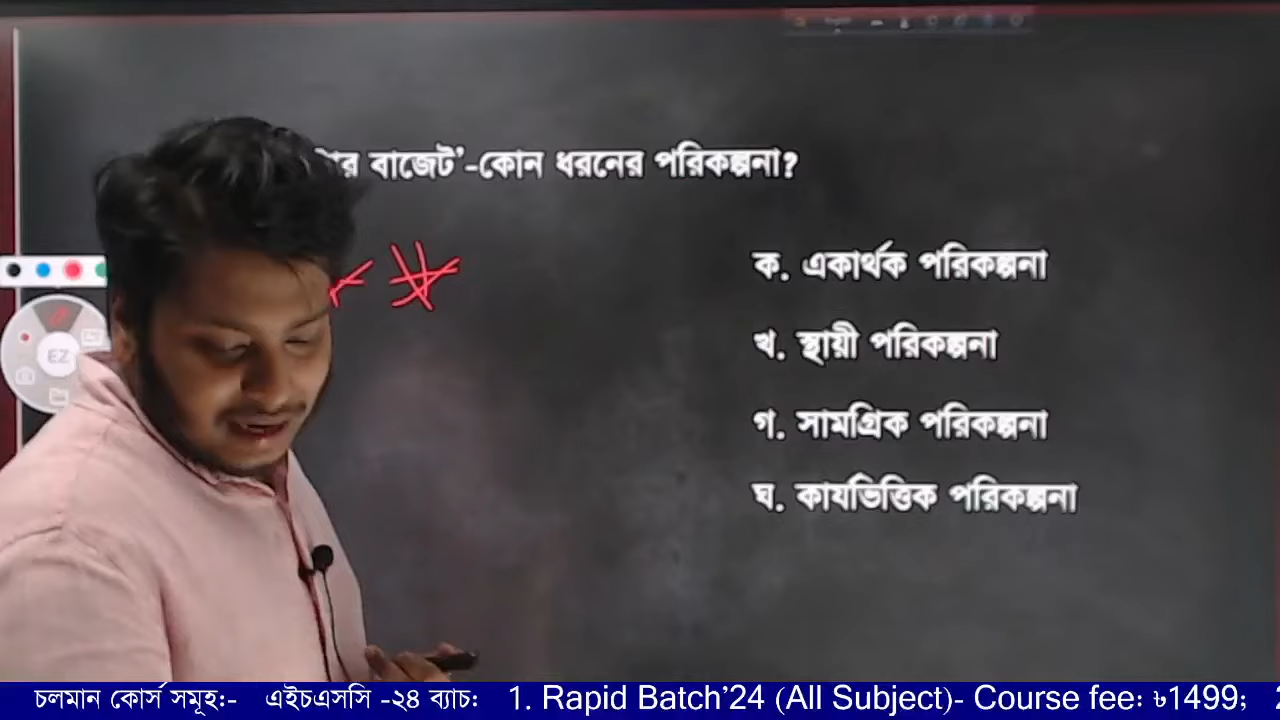 বাজেট’-কোন ধরনের পরিকল্পনা?
ক. একার্থক পরিকল্পনা
খ. স্থায়ী পরিকল্পনা
গ. সামগ্রিক পরিকল্পনা
ঘ. কার্যভিত্তিক পরিকল্পনা
EZ
চলমান কোর্স সমূহ:- এইচএসসি -২৪ ব্যাচ: 1. Rapid Batch’24 (All Subject)- Course fee: ৳1499;